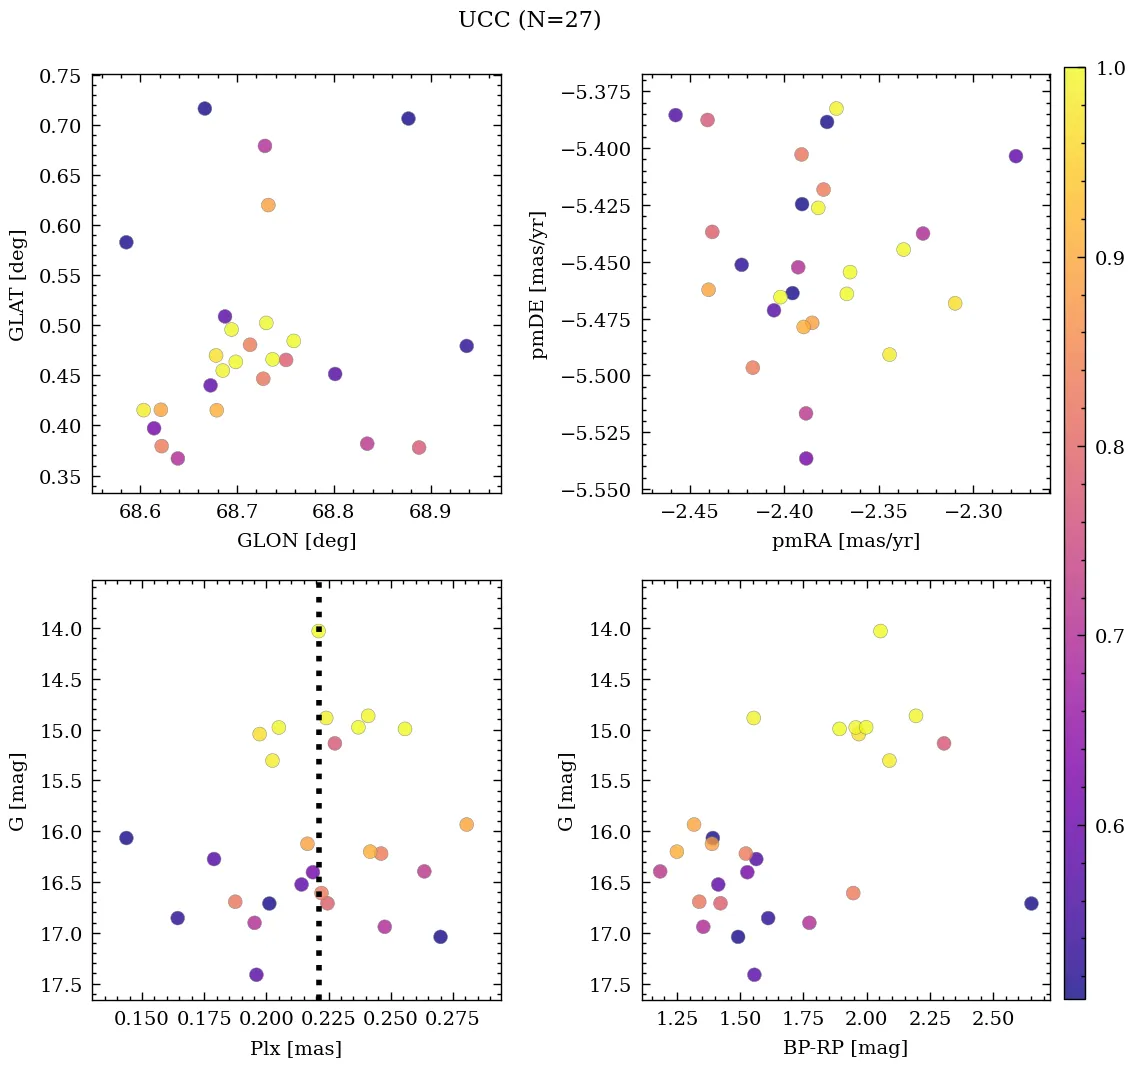 UCC (N=27)
0.75
0.70
0.65
0.60
0.55
0.50
0.45
0.40
0.35
GLAT [deg]
68.6 68.7 68.8 68.9
GLON [deg]
−5.375
−5.400
−5.425
−5.450
−5.475
−5.500
−5.525
−5.550
pmDE [mas/yr]
−2.45 −2.40 −2.35 −2.30
pmRA [mas/yr]
1.0
0.9
0.8
0.7
0.6
14.0
14.5
15.0
15.5
16.0
16.5
17.0
17.5
G [mag]
0.150 0.175 0.200 0.225 0.250 0.275
Plx [mas]
14.0
14.5
15.0
15.5
16.0
16.5
17.0
17.5
G [mag]
1.25 1.50 1.75 2.00 2.25 2.50
BP-RP [mag]